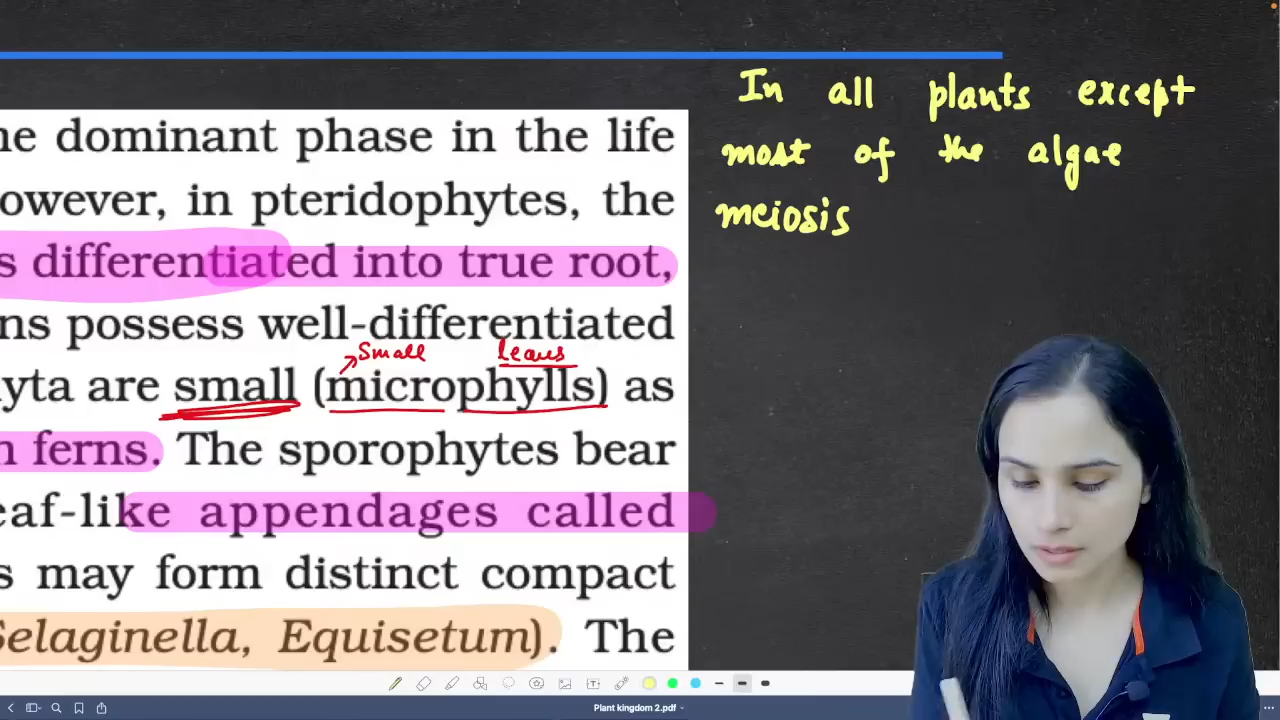 In all plants except
most of the algae
meiosis
ne dominant phase in the life
owever, in pteridophytes, the
s differentiated into true root,
ns possess well-differentiated
small leaves
yta are small (microphylls) as
n ferns. The sporophytes bear
eaf-like appendages called
s may form distinct compact
Selaginella, Equisetum). The
Plant kingdom 2.pdf